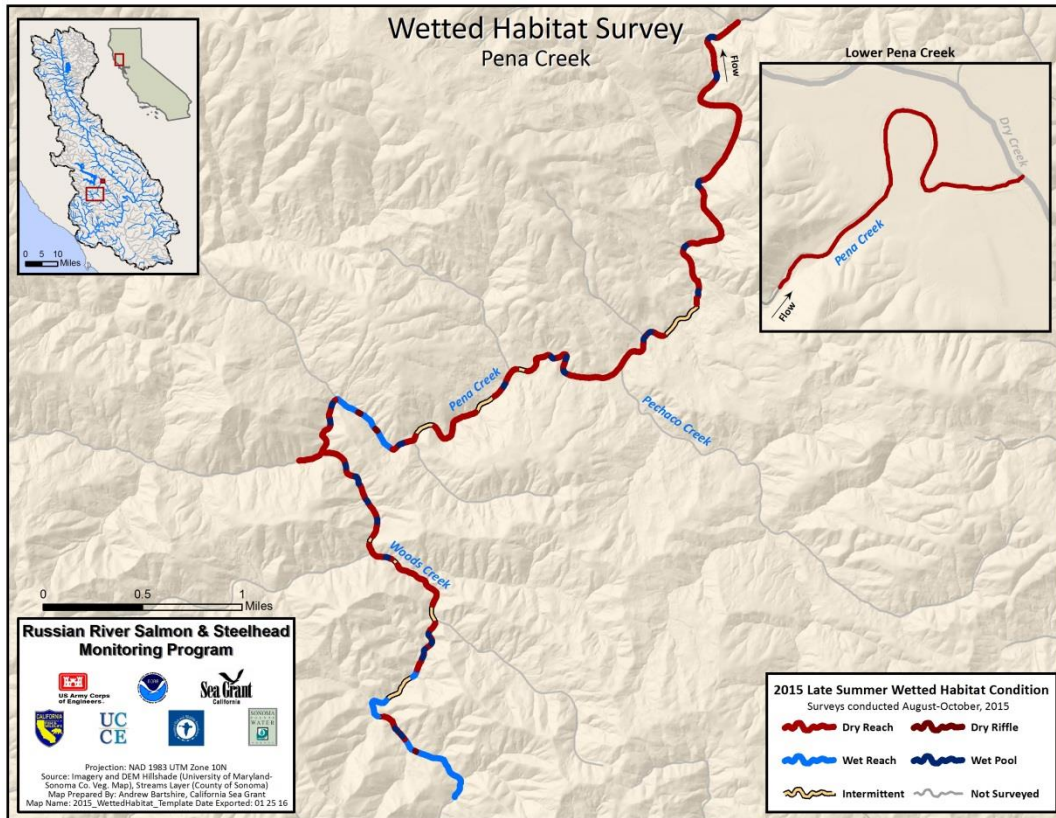 Wetted Habitat Survey
Pena Creek
Flow
Lower Pena Creek
Dry Creek
Pena Creek
Flow
0 5 10
Miles
Pena Creek
Pechaco Creek
Woods Creek
0 0.5 1
Miles
Russian River Salmon & Steelhead
Monitoring Program
US Army Corps
of Engineers
Sea Grant
California
CALIFORNIA
UC
CE
SONOMA
COUNTY
WATER
Projection: NAD 1983 UTM Zone 10N
Source: Imagery and DEM Hillshade (University of Maryland-
Sonoma Co. Veg. Map), Streams Layer (County of Sonoma)
Map Prepared By: Andrew Bartshire, California Sea Grant
Map Name: 2015_WettedHabitat_Template Date Exported: 01 25 16
2015 Late Summer Wetted Habitat Condition
Surveys conducted August-October, 2015
Dry Reach Dry Riffle
Wet Reach Wet Pool
Intermittent Not Surveyed